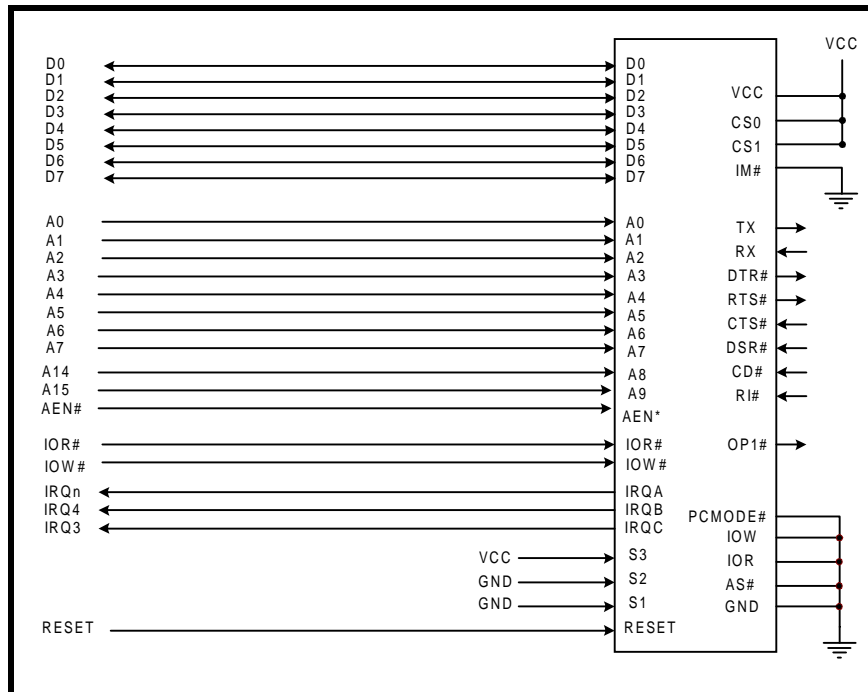 VCC
D0 D0
D1 D1
D2 D2 VCC
D3 D3
D4 D4 CS0
D5 D5 CS1
D6 D6
D7 D7 IM#
A0 A0 TX
A1 A1
A2 A2 RX
A3 A3 DTR#
A4 A4 RTS#
A5 A5
A6 A6 CTS#
A7 A7 DSR#
A14 A8 CD#
A15 A9 RI#
AEN# AEN*
IOR# IOR# OP1#
IOW# IOW#
IRQn IRQA
IRQ4 IRQB PCMODE#
IRQ3 IRQC IOW
VCC S3 IOR
GND S2 AS#
GND S1 GND
RESET RESET